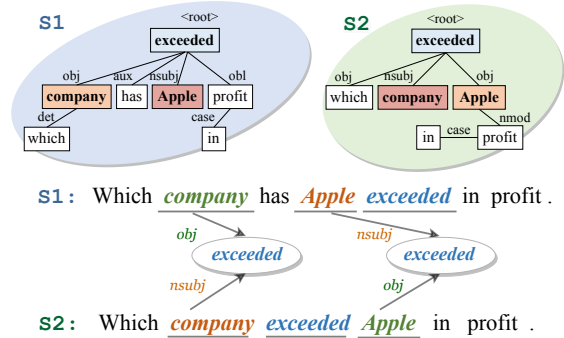 S1
<root>
exceeded
obj aux nsubj obl
company has Apple profit
det case
which in
S2
<root>
exceeded
obj nsubj obj
which company Apple
nmod
in case profit
S1: Which company has Apple exceeded in profit .
obj nsubj
exceeded exceeded
nsubj obj
S2: Which company exceeded Apple in profit .